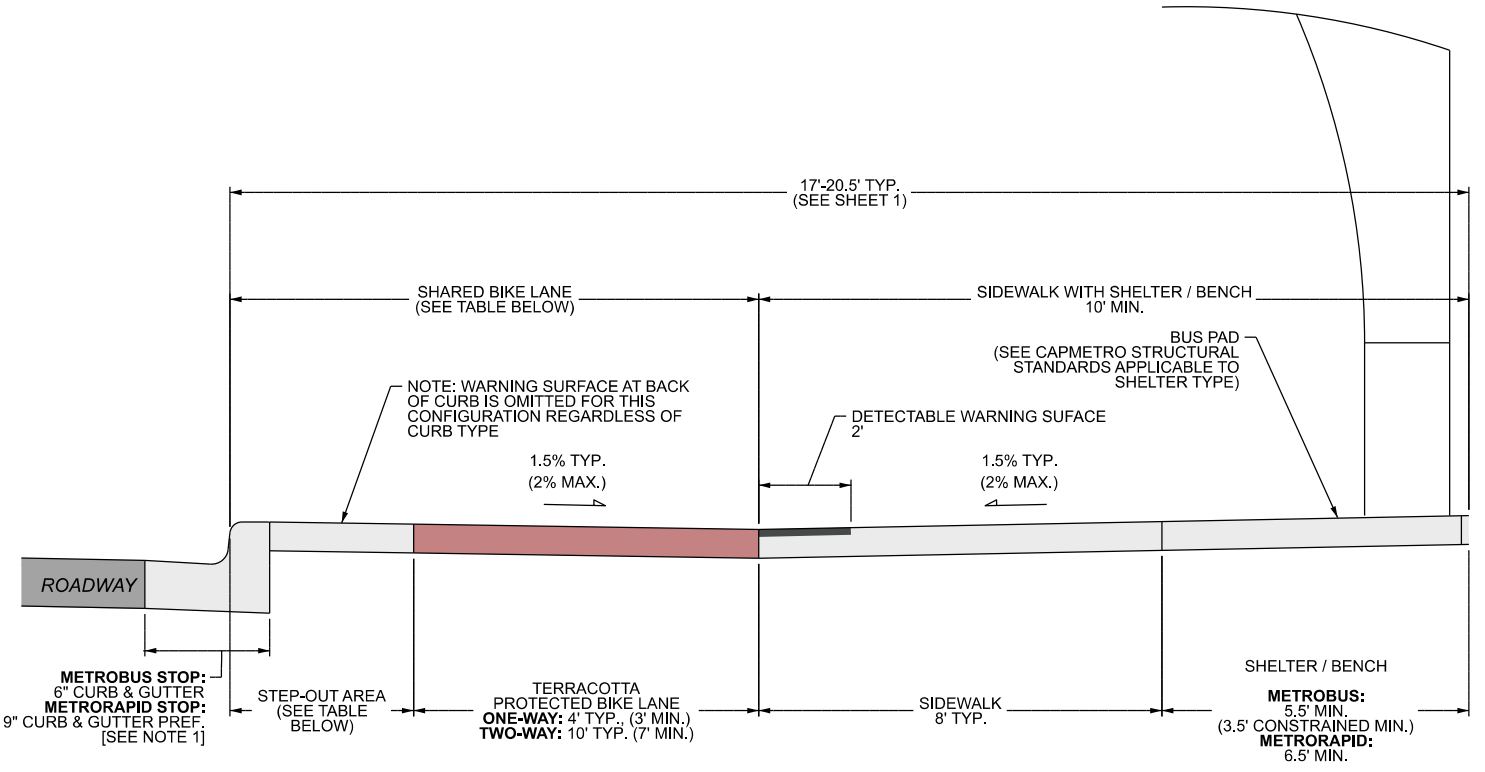 17'-20.5' TYP.
(SEE SHEET 1)
SHARED BIKE LANE
(SEE TABLE BELOW)
SIDEWALK WITH SHELTER / BENCH
10' MIN.
BUS PAD
(SEE CAPMETRO STRUCTURAL
STANDARDS APPLICABLE TO
SHELTER TYPE)
NOTE: WARNING SURFACE AT BACK
OF CURB IS OMITTED FOR THIS
CONFIGURATION REGARDLESS OF
CURB TYPE
DETECTABLE WARNING SUFACE
2'
1.5% TYP.
(2% MAX.)
1.5% TYP.
(2% MAX.)
ROADWAY
METROBUS STOP:
6" CURB & GUTTER
METRORAPID STOP:
9" CURB & GUTTER PREF.
[SEE NOTE 1]
STEP-OUT AREA
(SEE TABLE
BELOW)
TERRACOTTA
PROTECTED BIKE LANE
ONE-WAY: 4' TYP., (3' MIN.)
TWO-WAY: 10' TYP. (7' MIN.)
SIDEWALK
8' TYP.
SHELTER / BENCH
METROBUS:
5.5' MIN.
(3.5' CONSTRAINED MIN.)
METRORAPID:
6.5' MIN.